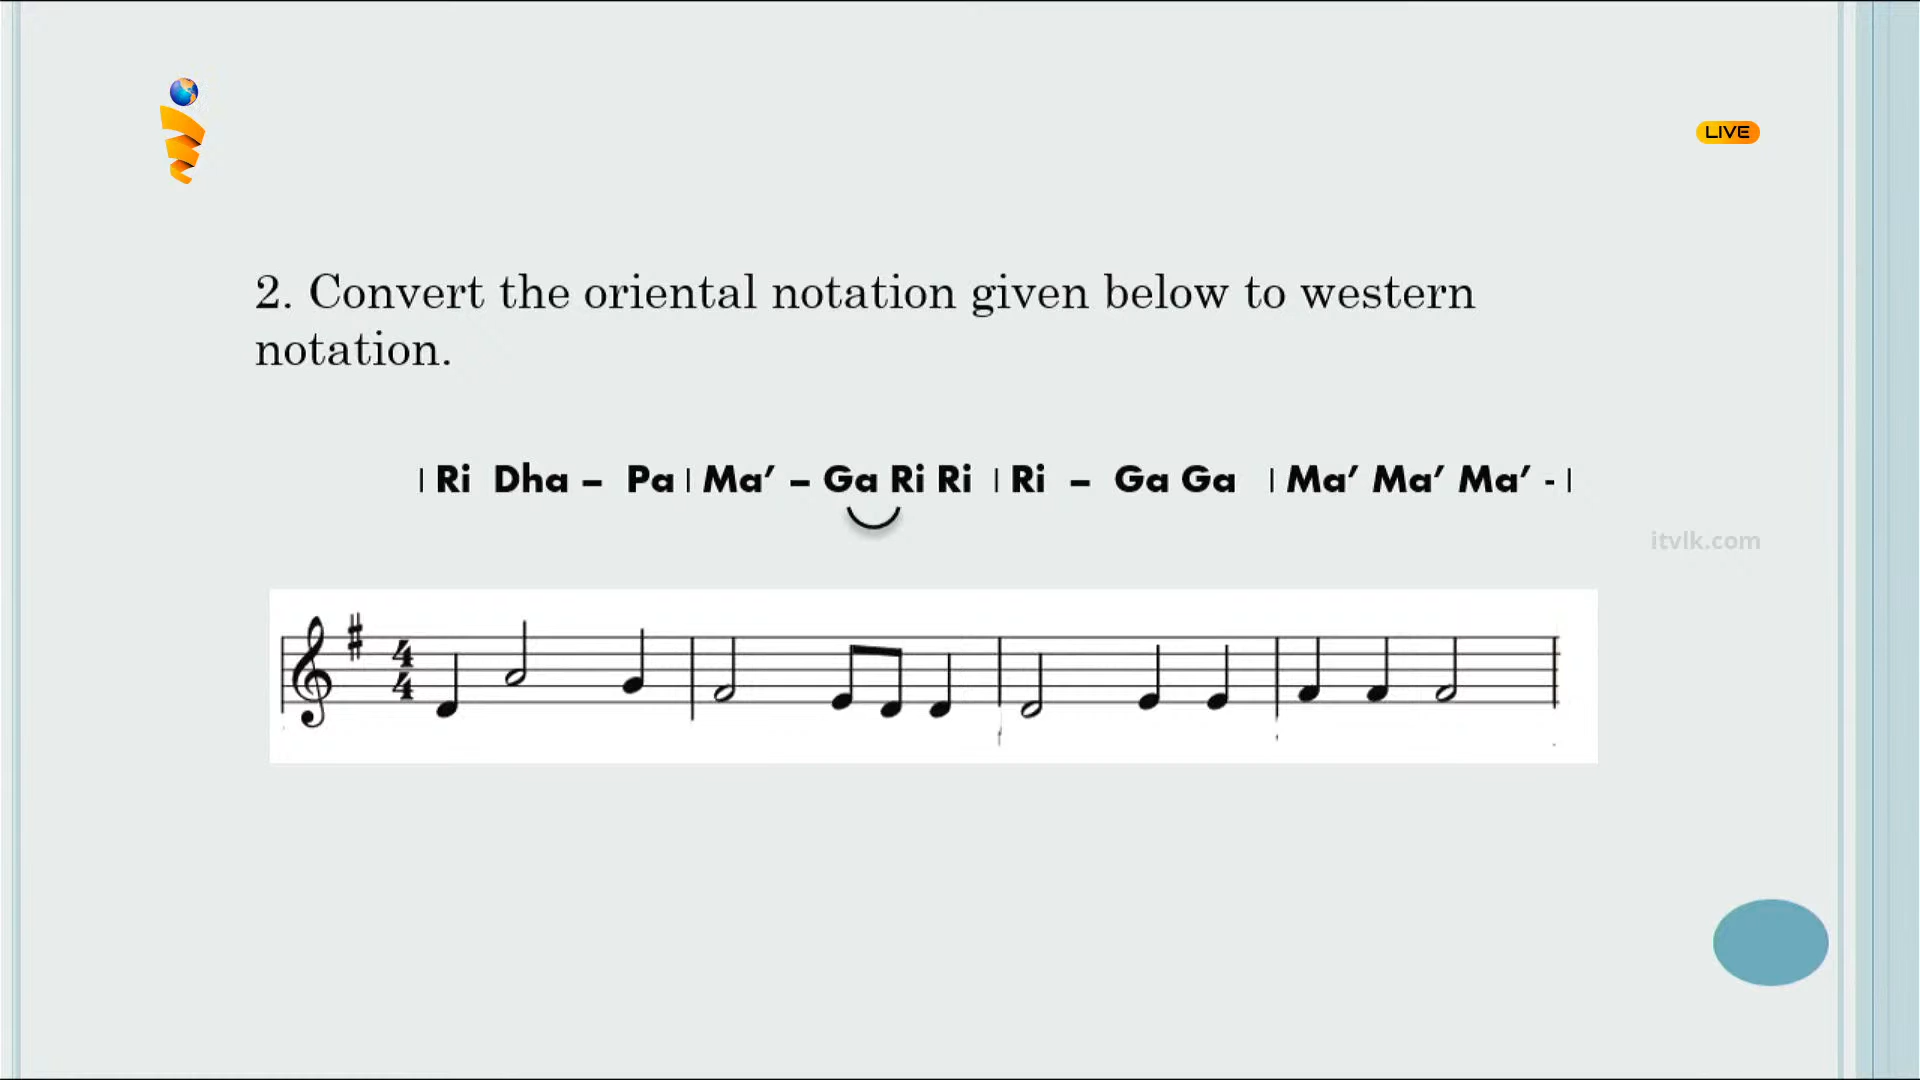 LIVE
2. Convert the oriental notation given below to western
notation.
| Ri Dha – Pa | Ma’ – Ga Ri Ri | Ri – Ga Ga | Ma’ Ma’ Ma’ - |
itvlk.com
4
4